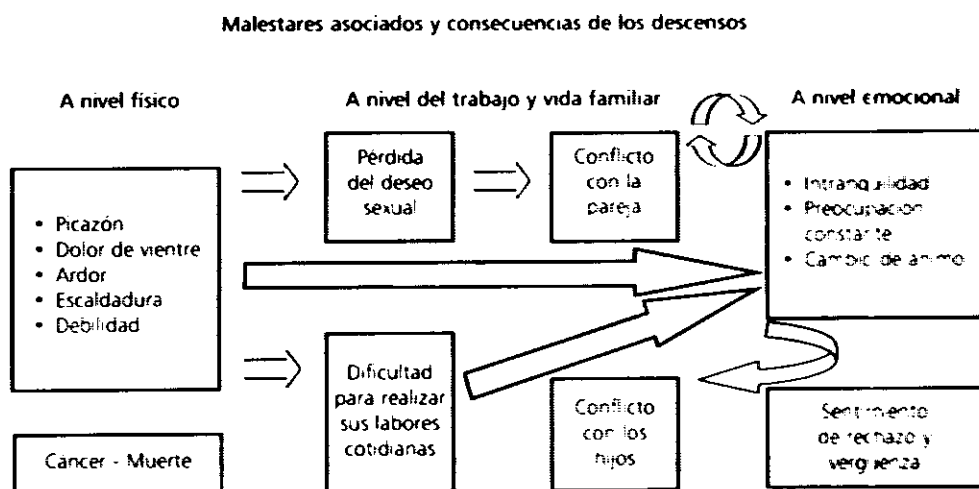 Malestares asociados y consecuencias de los descensos
A nivel físico
A nivel del trabajo y vida familiar
A nivel emocional
• Picazón
• Dolor de vientre
• Ardor
• Escaldadura
• Debilidad
Cáncer - Muerte
Pérdida
del deseo
sexual
Conflicto
con la
pareja
Dificultad
para realizar
sus labores
cotidianas
Conflicto
con los
hijos
• Intranquilidad
• Preocupación
constante
• Cambio de ánimo
Sentimiento
de rechazo y
vergüenza